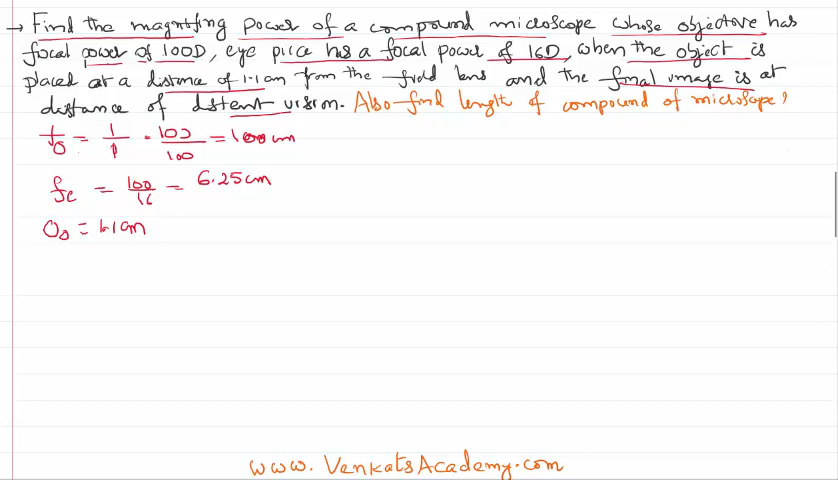 → Find the magnifing power of a compound microscope whose objective has
focal power of 100D, eye piece has a focal power of 16D, when the object is
placed at a distance of 1.1cm from the field lens and the final image is at
distance of distent vision. Also find length of compound of microscope?
fo = 1/P = 100/100 = 100cm
fe = 100/16 = 6.25cm
Oo = 1.1cm
www.VenkatsAcademy.com